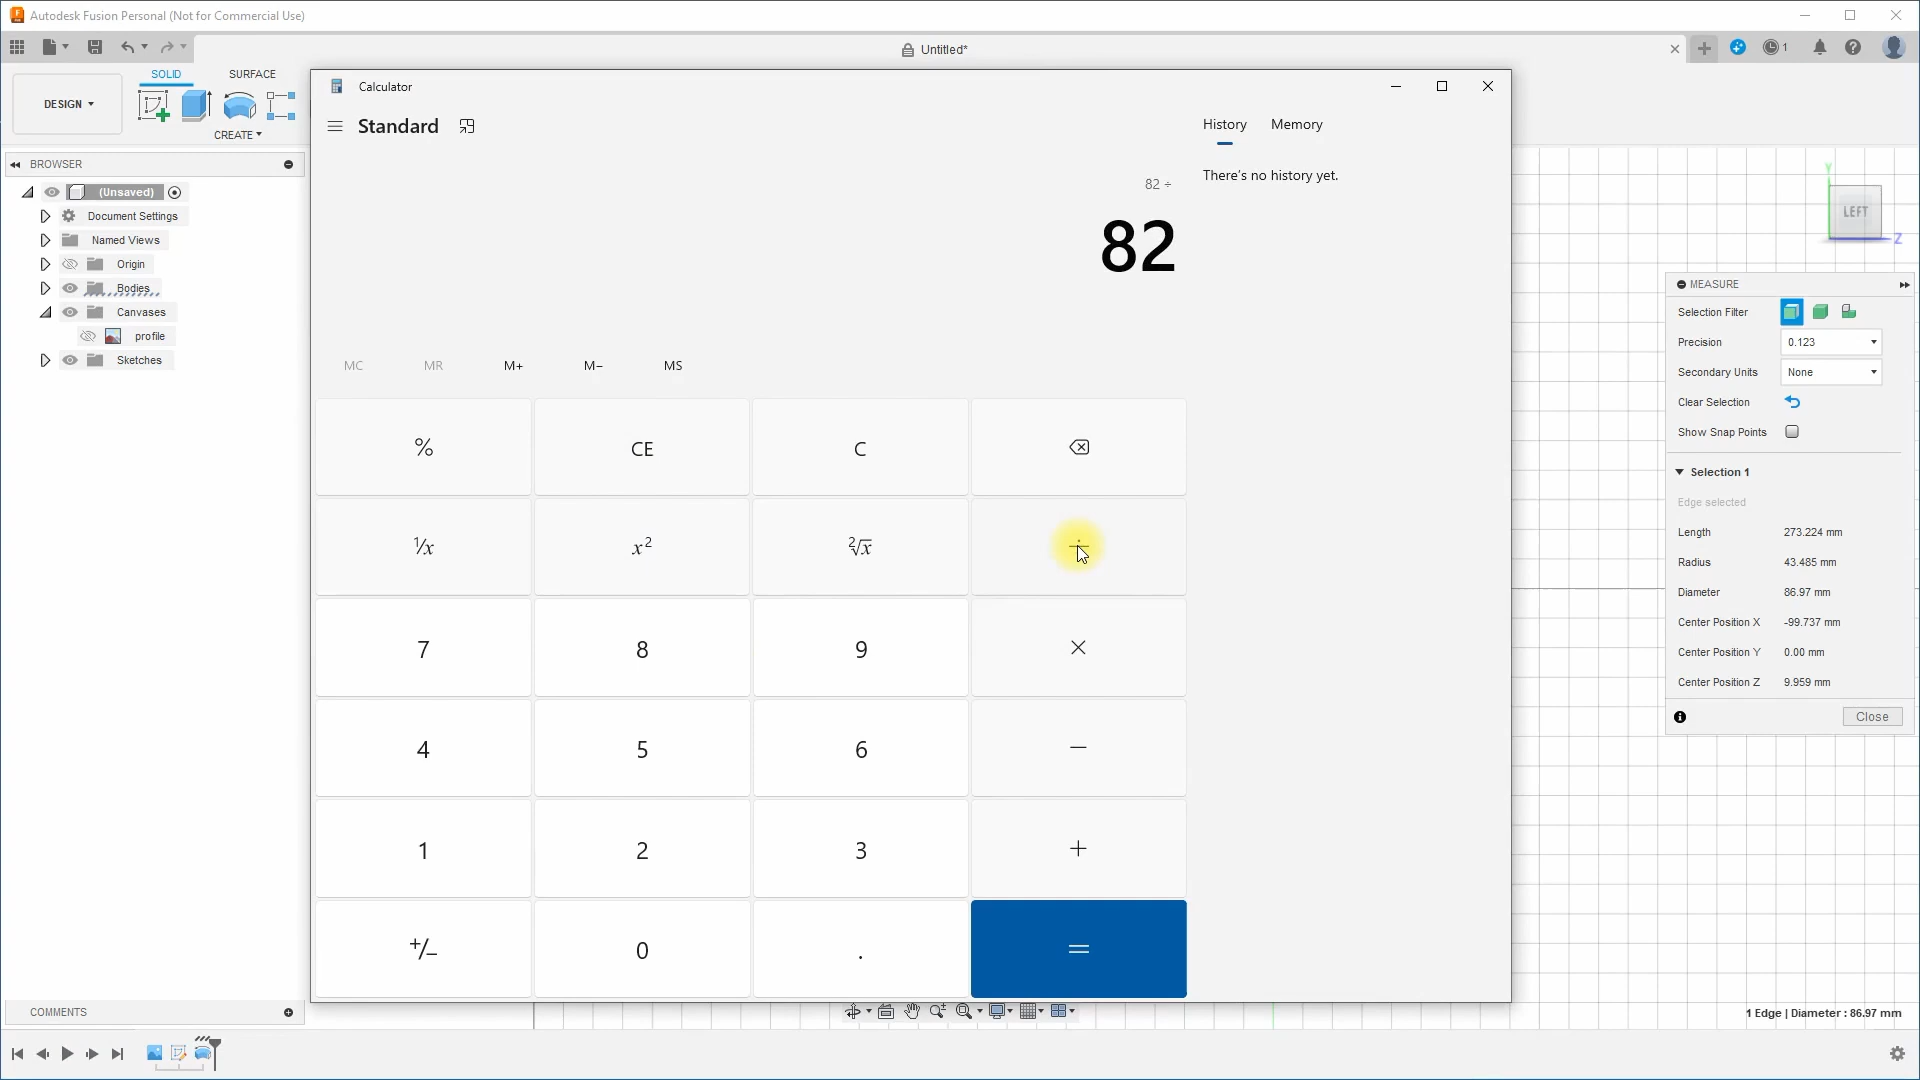 Autodesk Fusion Personal (Not for Commercial Use)
Untitled*
1
SOLID
SURFACE
DESIGN
CREATE
BROWSER
(Unsaved)
Document Settings
Named Views
Origin
Bodies
Canvases
profile
Sketches
Calculator
Standard
History
Memory
There's no history yet.
82 ÷
82
MC
MR
M+
M−
MS
%
CE
C
⅟x
x²
²√x
÷
7
8
9
×
4
5
6
−
1
2
3
+
+/−
0
.
=
Y
LEFT
Z
MEASURE
Selection Filter
Precision
0.123
Secondary Units
None
Clear Selection
Show Snap Points
Selection 1
Edge selected
Length
273.224 mm
Radius
43.485 mm
Diameter
86.97 mm
Center Position X
-99.737 mm
Center Position Y
0.00 mm
Center Position Z
9.959 mm
Close
COMMENTS
1 Edge | Diameter : 86.97 mm